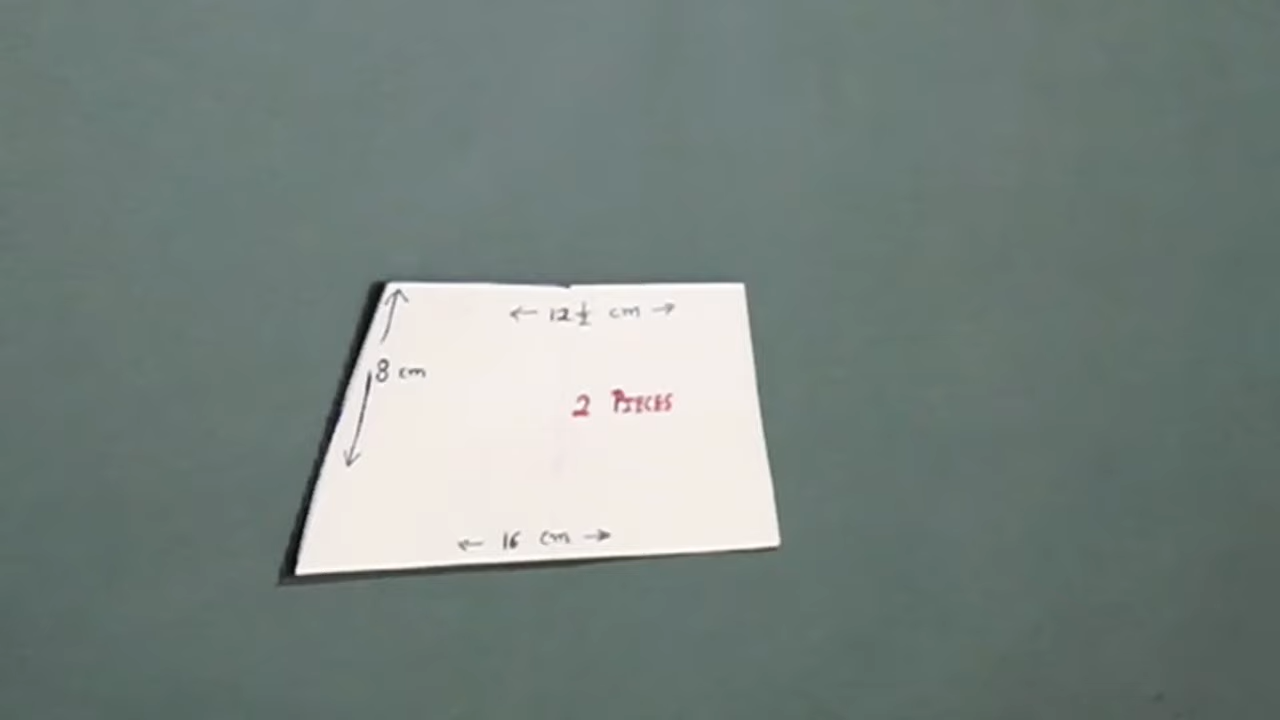 ← 12½ cm →
8 cm
2 PIECES
← 16 cm →